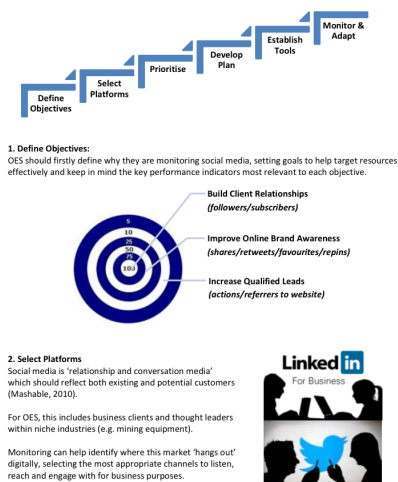 Monitor &
Adapt
Establish
Tools
Develop
Plan
Prioritise
Select
Platforms
Define
Objectives
1. Define Objectives:
OES should firstly define why they are monitoring social media, setting goals to help target resources
effectively and keep in mind the key performance indicators most relevant to each objective.
Build Client Relationships
(followers/subscribers)
5
10
25
50
75
100
Improve Online Brand Awareness
(shares/retweets/favourites/repins)
Increase Qualified Leads
(actions/referrers to website)
2. Select Platforms
Social media is ‘relationship and conversation media’
which should reflect both existing and potential customers
(Mashable, 2010).
For OES, this includes business clients and thought leaders
within niche industries (e.g. mining equipment).
Monitoring can help identify where this market ‘hangs out’
digitally, selecting the most appropriate channels to listen,
reach and engage with for business purposes.
Linked in
For Business